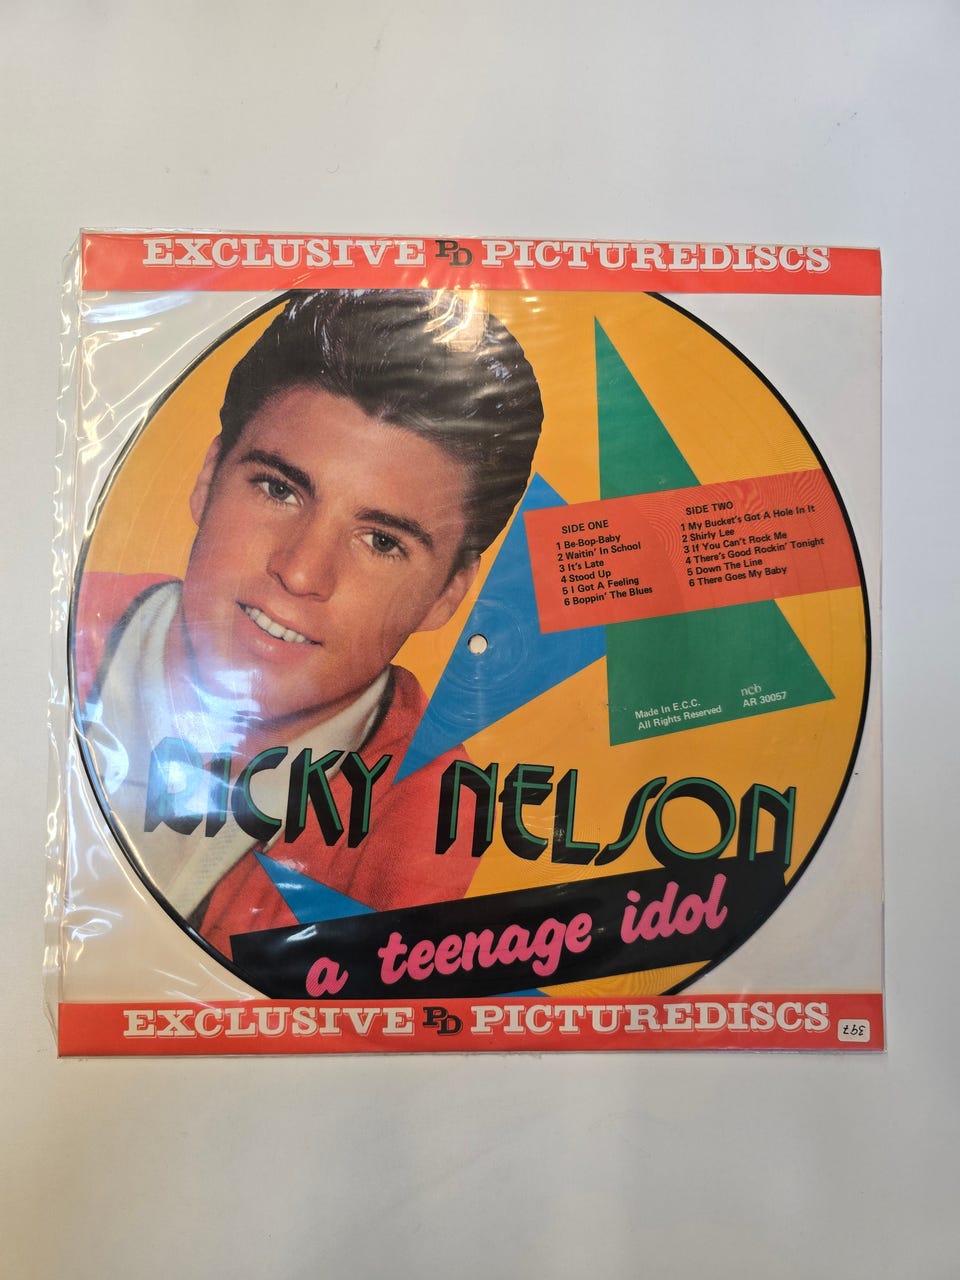 EXCLUSIVE PD PICTUREDISCS
SIDE ONE
1 Be-Bop-Baby
2 Waitin' In School
3 It's Late
4 Stood Up
5 I Got A Feeling
6 Boppin' The Blues
SIDE TWO
1 My Bucket's Got A Hole In It
2 Shirly Lee
3 If You Can't Rock Me
4 There's Good Rockin' Tonight
5 Down The Line
6 There Goes My Baby
Made In E.C.C.
All Rights Reserved
ncb
AR 30057
RICKY NELSON
a teenage idol
EXCLUSIVE PD PICTUREDISCS
397